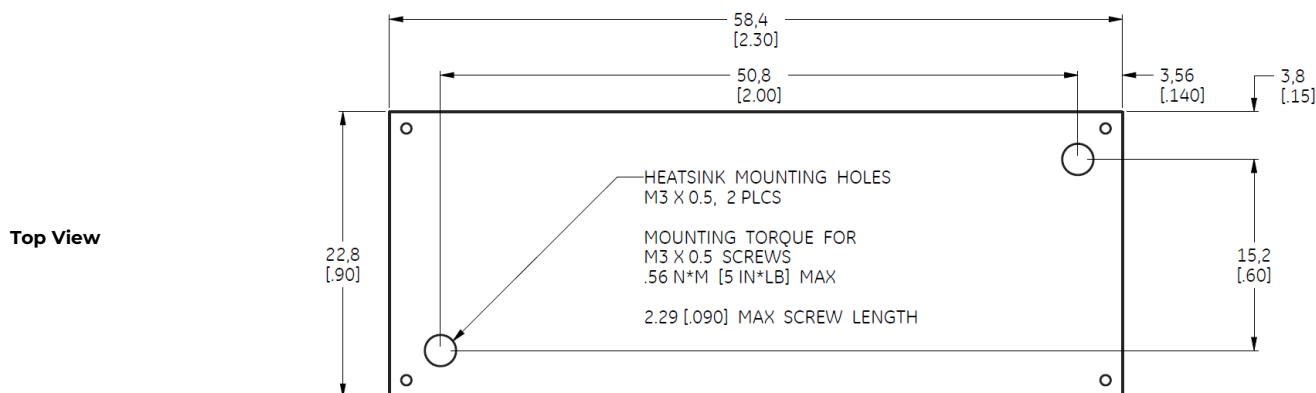 58,4
[2.30]
50,8
[2.00]
3,56
[.140]
3,8
[.15]
HEATSINK MOUNTING HOLES
M3 X 0.5, 2 PLCS
MOUNTING TORQUE FOR
M3 X 0.5 SCREWS
.56 N*M [5 IN*LB] MAX
2.29 [.090] MAX SCREW LENGTH
Top View
22,8
[.90]
15,2
[.60]